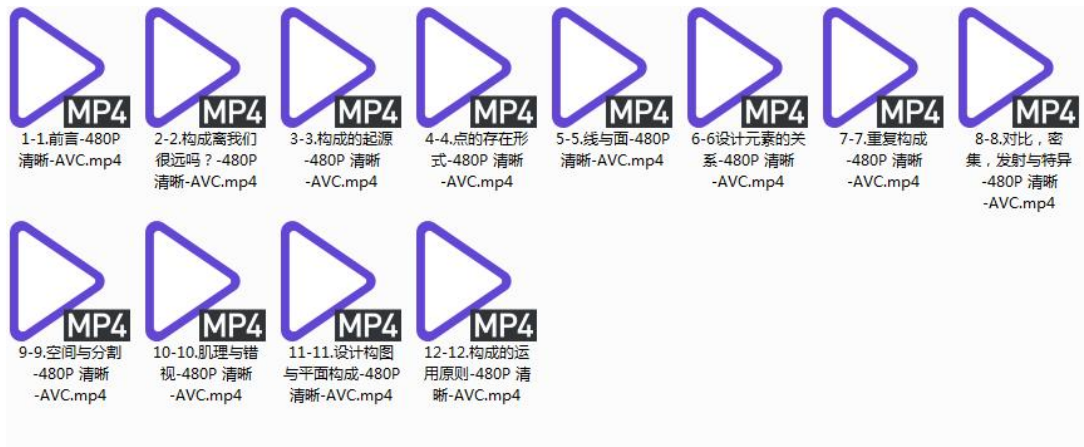 MP4 MP4 MP4 MP4 MP4 MP4 MP4 MP4
1-1.前言-480P
清晰-AVC.mp4
2-2.构成离我们
很远吗？-480P
清晰-AVC.mp4
3-3.构成的起源
-480P 清晰
-AVC.mp4
4-4.点的存在形
式-480P 清晰
-AVC.mp4
5-5.线与面-480P
清晰-AVC.mp4
6-6设计元素的关
系-480P 清晰
-AVC.mp4
7-7.重复构成
-480P 清晰
-AVC.mp4
8-8.对比，密
集，发射与特异
-480P 清晰
-AVC.mp4
MP4 MP4 MP4 MP4
9-9.空间与分割
-480P 清晰
-AVC.mp4
10-10.肌理与错
视-480P 清晰
-AVC.mp4
11-11.设计构图
与平面构成-480P
清晰-AVC.mp4
12-12.构成的运
用原则-480P 清
晰-AVC.mp4